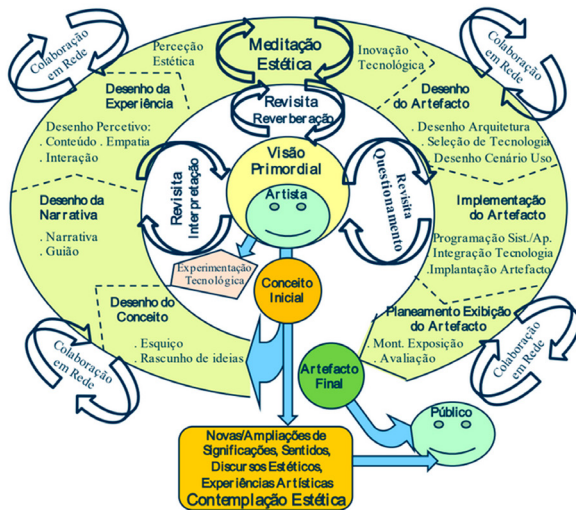 Colaboração
em Rede
Perceção
Estética
Meditação
Estética
Inovação
Tecnológica
Colaboração
em Rede
Desenho da
Experiência
Desenho Percetivo:
. Conteúdo . Empatia
. Interação
Revisita
Reverberação
Desenho
do Artefacto
. Desenho Arquitetura
. Seleção de Tecnologia
. Desenho Cenário Uso
Visão
Primordial
Artista
Revisita
Interpretação
Revisita
Questionamento
Desenho da
Narrativa
. Narrativa
. Guião
Implementação
do Artefacto
Programação Sist./Ap.
Integração Tecnologia
. Implantação Artefacto
Experimentação
Tecnológica
Conceito
Inicial
Desenho do
Conceito
. Esquiço
. Rascunho de ideias
Planeamento Exibição
do Artefacto
. Mont. Exposição
. Avaliação
Colaboração
em Rede
Colaboração
em Rede
Artefacto
Final
Público
Novas/Ampliações de
Significações, Sentidos,
Discursos Estéticos,
Experiências Artísticas
Contemplação Estética